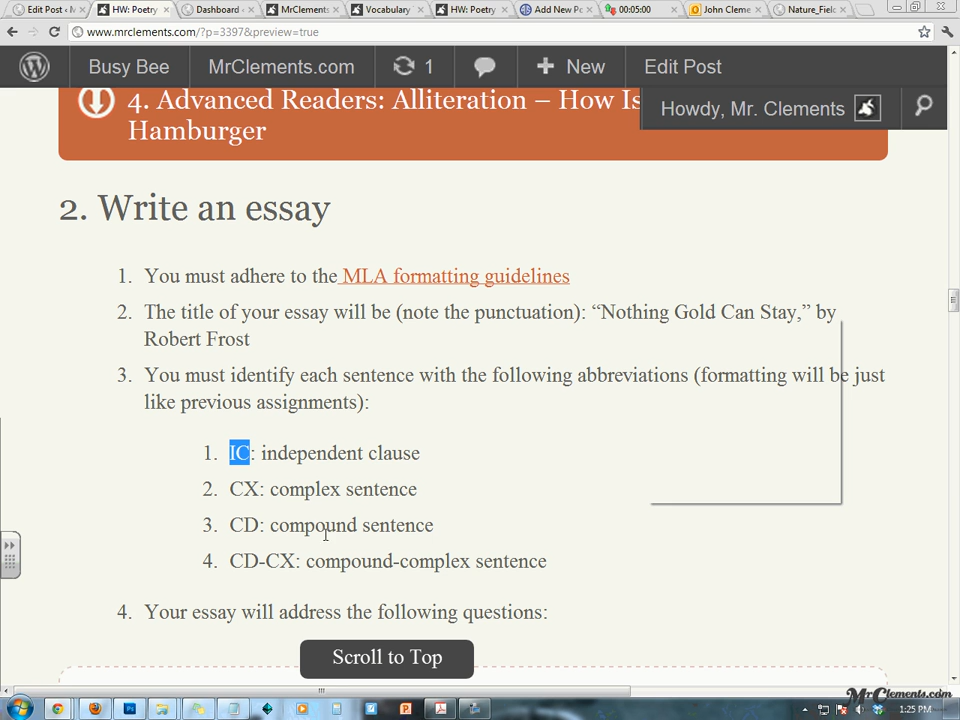 Edit Post ‹ M
HW: Poetry
Dashboard ‹
MrClements
Vocabulary
HW: Poetry
Add New Po
00:05:00
John Cleme
Nature_Field
www.mrclements.com/?p=3397&preview=true
Busy Bee MrClements.com 1 New Edit Post
Howdy, Mr. Clements
4. Advanced Readers: Alliteration – How Is
Hamburger
2. Write an essay
1. You must adhere to the MLA formatting guidelines
2. The title of your essay will be (note the punctuation): “Nothing Gold Can Stay,” by
Robert Frost
3. You must identify each sentence with the following abbreviations (formatting will be just
like previous assignments):
1. IC: independent clause
2. CX: complex sentence
3. CD: compound sentence
4. CD-CX: compound-complex sentence
4. Your essay will address the following questions:
Scroll to Top
MrClements.com
1:25 PM